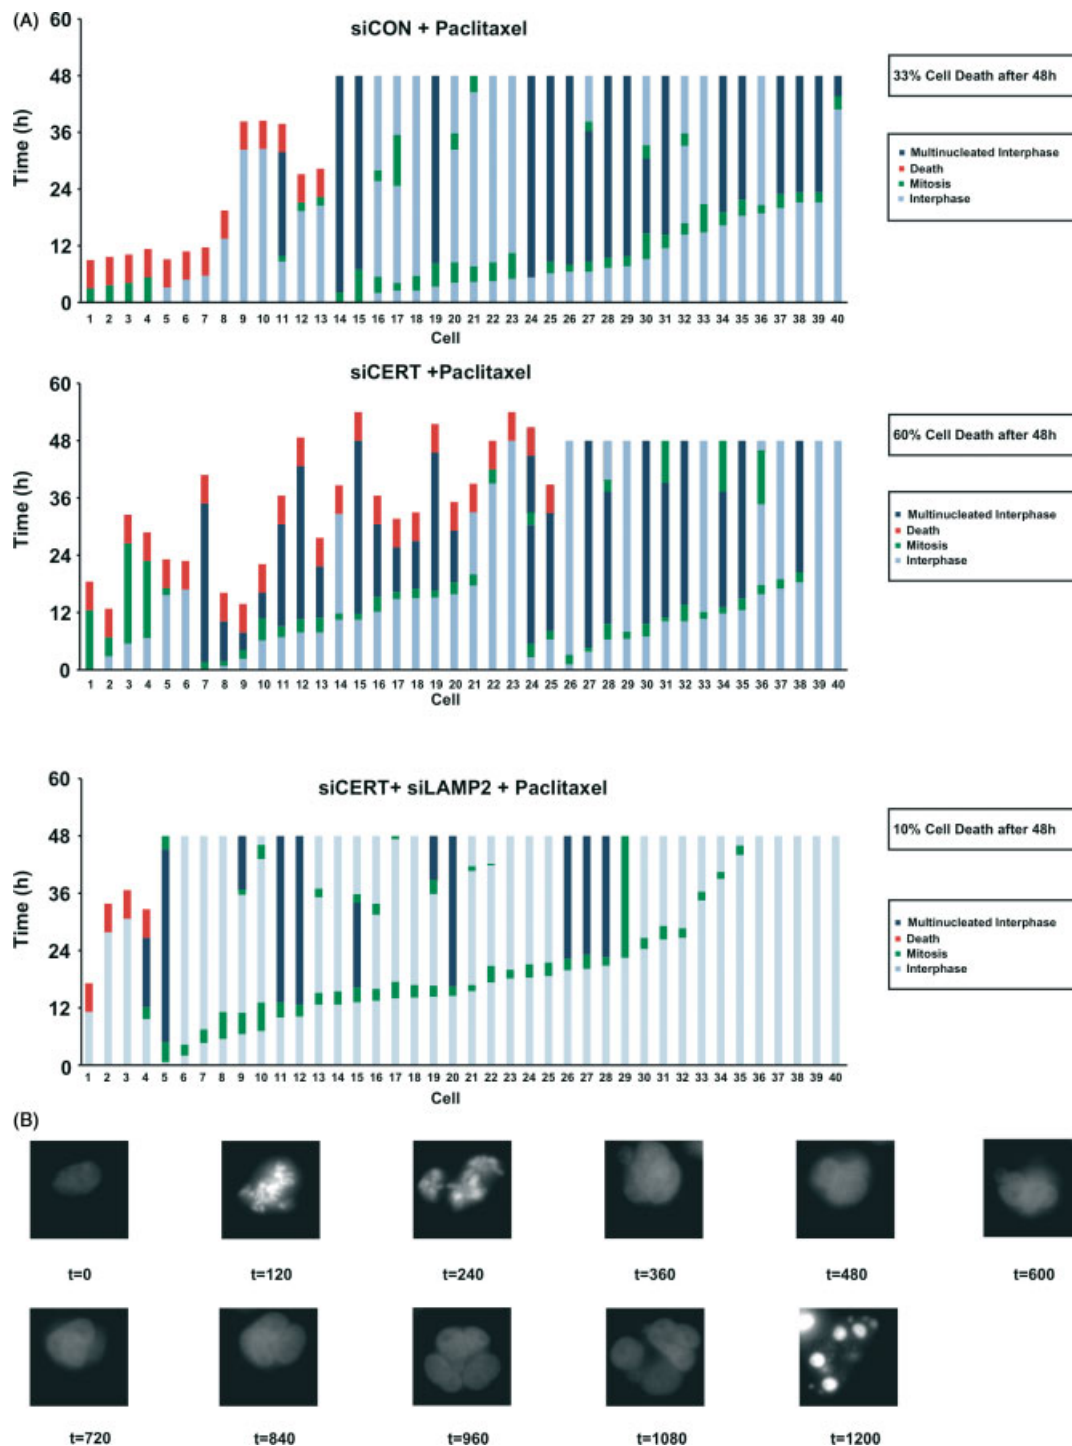 (A)
siCON + Paclitaxel
Time (h)
60
48
36
24
12
0
1 2 3 4 5 6 7 8 9 10 11 12 13 14 15 16 17 18 19 20 21 22 23 24 25 26 27 28 29 30 31 32 33 34 35 36 37 38 39 40
Cell
33% Cell Death after 48h
Multinucleated Interphase
Death
Mitosis
Interphase
siCERT +Paclitaxel
Time (h)
60
48
36
24
12
0
1 2 3 4 5 6 7 8 9 10 11 12 13 14 15 16 17 18 19 20 21 22 23 24 25 26 27 28 29 30 31 32 33 34 35 36 37 38 39 40
Cell
60% Cell Death after 48h
Multinucleated Interphase
Death
Mitosis
Interphase
siCERT+ siLAMP2 + Paclitaxel
Time (h)
60
48
36
24
12
0
1 2 3 4 5 6 7 8 9 10 11 12 13 14 15 16 17 18 19 20 21 22 23 24 25 26 27 28 29 30 31 32 33 34 35 36 37 38 39 40
Cell
10% Cell Death after 48h
Multinucleated Interphase
Death
Mitosis
Interphase
(B)
t=0 t=120 t=240 t=360 t=480 t=600
t=720 t=840 t=960 t=1080 t=1200